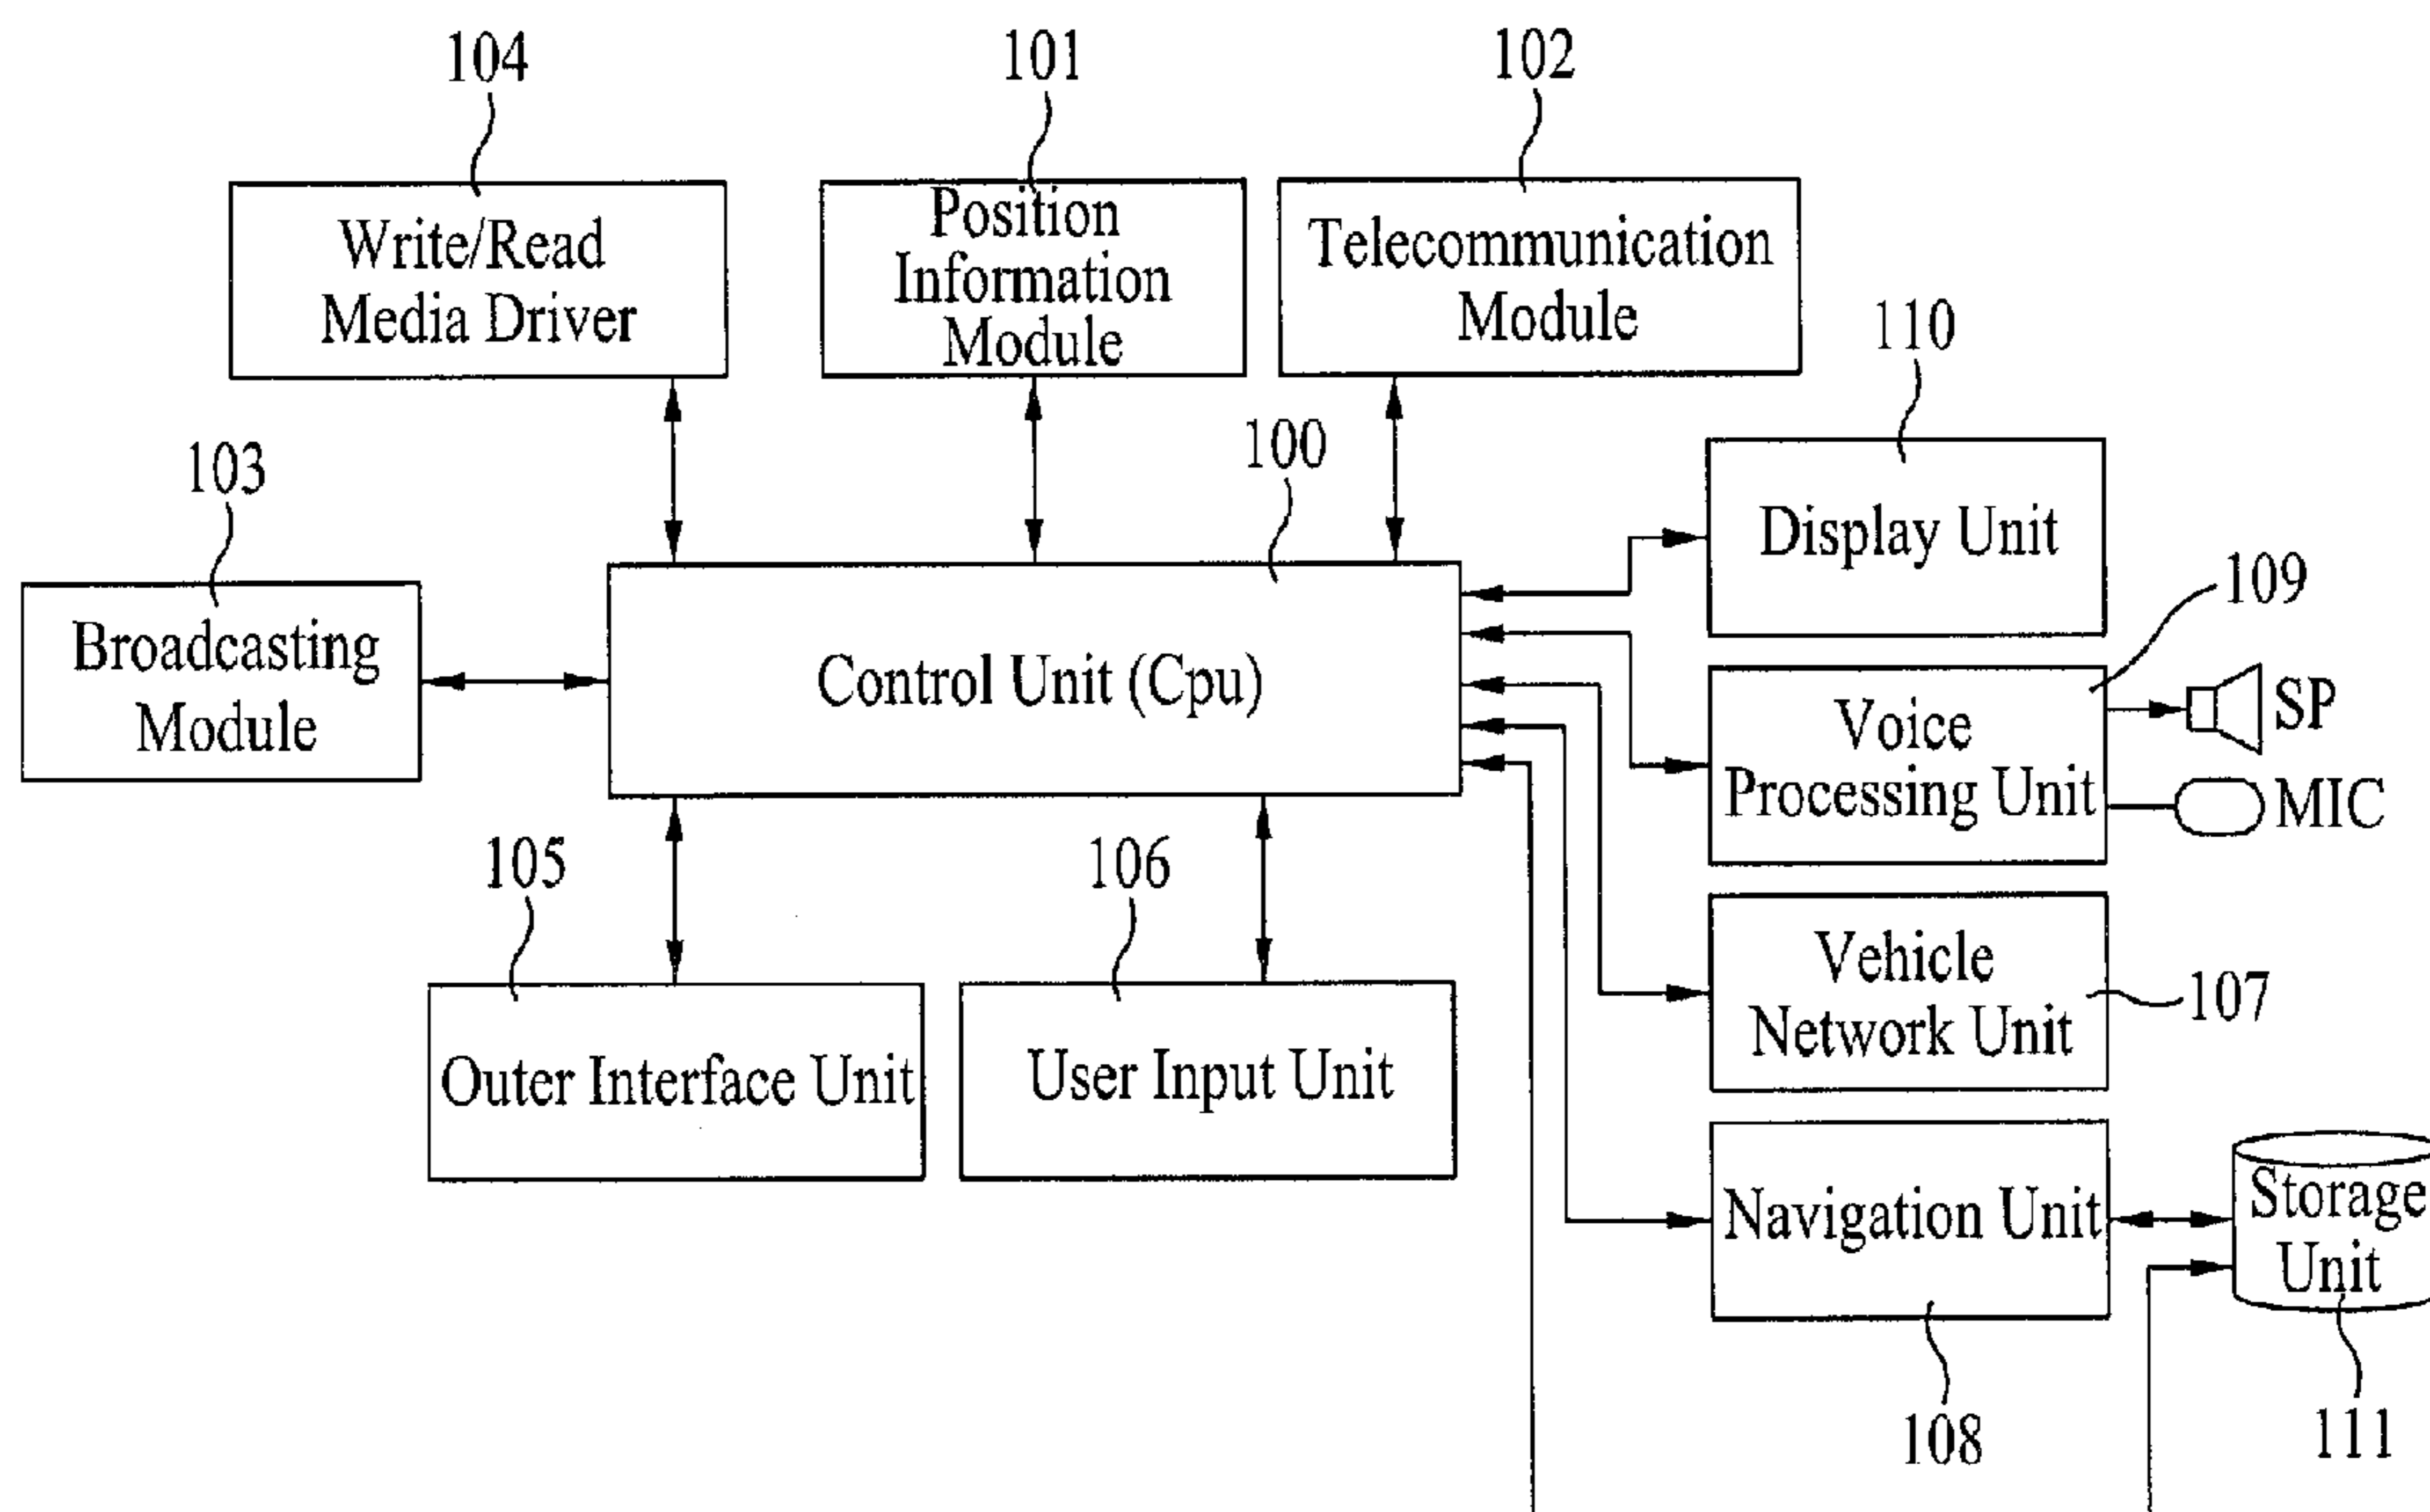 104
101
102
Write/Read
Media Driver
Position
Information
Module
Telecommunication
Module
110
103
100
Display Unit
109
Broadcasting
Module
Control Unit (Cpu)
Voice
Processing Unit
SP
MIC
105
106
Vehicle
Network Unit
107
Outer Interface Unit
User Input Unit
Navigation Unit
Storage
Unit
108
111